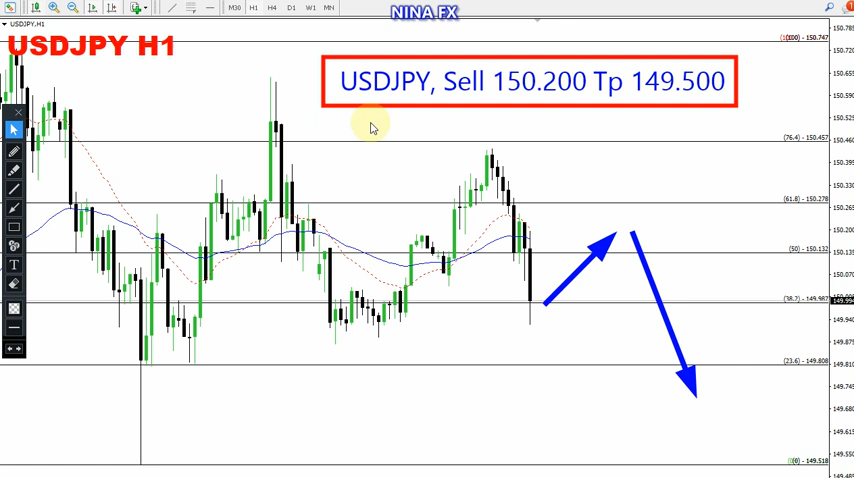 NINA FX
M30 H1 H4 D1 W1 MN
USDJPY,H1
USDJPY H1
USDJPY, Sell 150.200 Tp 149.500
(100) - 150.747
(76.4) - 150.457
(61.8) - 150.278
(50) - 150.132
(38.2) - 149.982
(23.6) - 149.808
(0) - 149.518
150.785
150.720
150.655
150.590
150.525
150.460
150.395
150.330
150.265
150.200
150.135
150.070
149.994
149.940
149.875
149.810
149.745
149.680
149.615
149.550
149.485
T